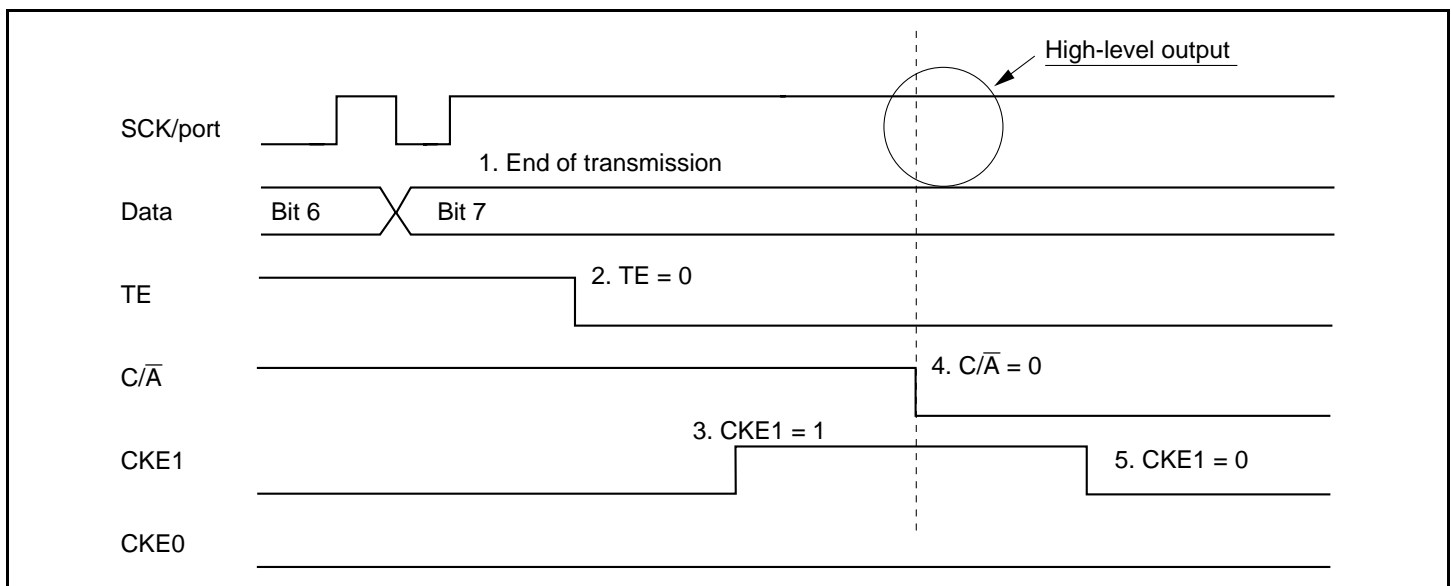 High-level output
SCK/port
1. End of transmission
Data
Bit 6
Bit 7
TE
2. TE = 0
C/A̅
4. C/A̅ = 0
3. CKE1 = 1
CKE1
5. CKE1 = 0
CKE0